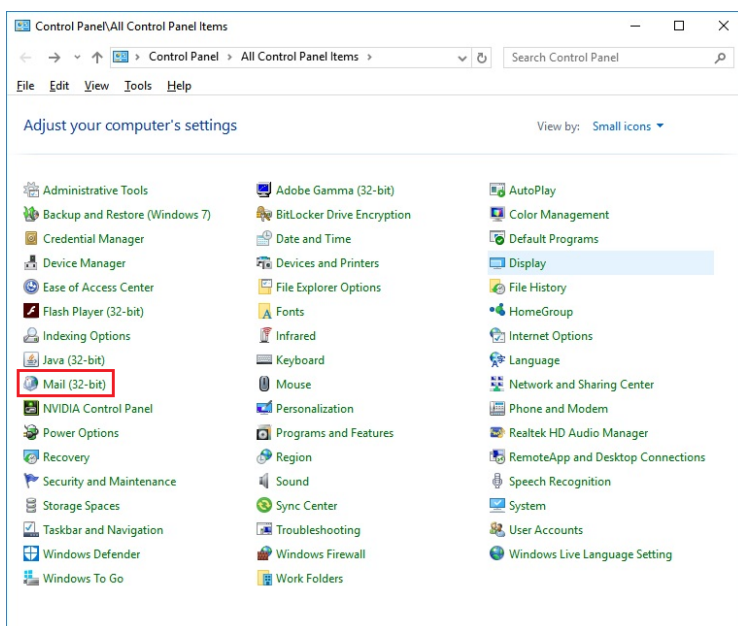 Control Panel\All Control Panel Items
Control Panel > All Control Panel Items >
Search Control Panel
File Edit View Tools Help
Adjust your computer's settings
View by: Small icons
Administrative Tools
Adobe Gamma (32-bit)
AutoPlay
Backup and Restore (Windows 7)
BitLocker Drive Encryption
Color Management
Credential Manager
Date and Time
Default Programs
Device Manager
Devices and Printers
Display
Ease of Access Center
File Explorer Options
File History
Flash Player (32-bit)
Fonts
HomeGroup
Indexing Options
Infrared
Internet Options
Java (32-bit)
Keyboard
Language
Mail (32-bit)
Mouse
Network and Sharing Center
NVIDIA Control Panel
Personalization
Phone and Modem
Power Options
Programs and Features
Realtek HD Audio Manager
Recovery
Region
RemoteApp and Desktop Connections
Security and Maintenance
Sound
Speech Recognition
Storage Spaces
Sync Center
System
Taskbar and Navigation
Troubleshooting
User Accounts
Windows Defender
Windows Firewall
Windows Live Language Setting
Windows To Go
Work Folders